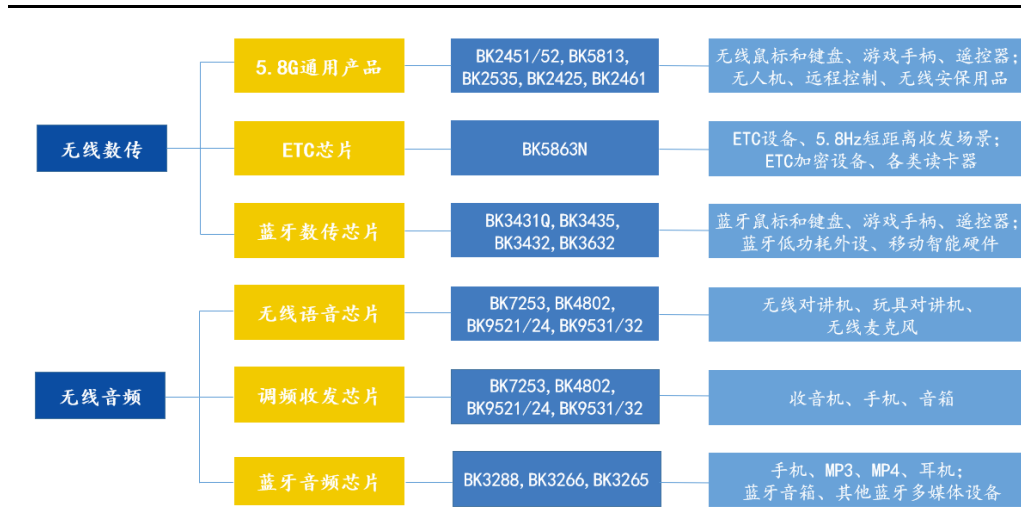 无线数传
5.8G通用产品
BK2451/52, BK5813,
BK2535, BK2425, BK2461
无线鼠标和键盘、游戏手柄、遥控器;
无人机、远程控制、无线安保用品
ETC芯片
BK5863N
ETC设备、5.8Hz短距离收发场景;
ETC加密设备、各类读卡器
蓝牙数传芯片
BK3431Q, BK3435,
BK3432, BK3632
蓝牙鼠标和键盘、游戏手柄、遥控器;
蓝牙低功耗外设、移动智能硬件
无线音频
无线语音芯片
BK7253, BK4802,
BK9521/24, BK9531/32
无线对讲机、玩具对讲机、
无线麦克风
调频收发芯片
BK7253, BK4802,
BK9521/24, BK9531/32
收音机、手机、音箱
蓝牙音频芯片
BK3288, BK3266, BK3265
手机、MP3、MP4、耳机;
蓝牙音箱、其他蓝牙多媒体设备